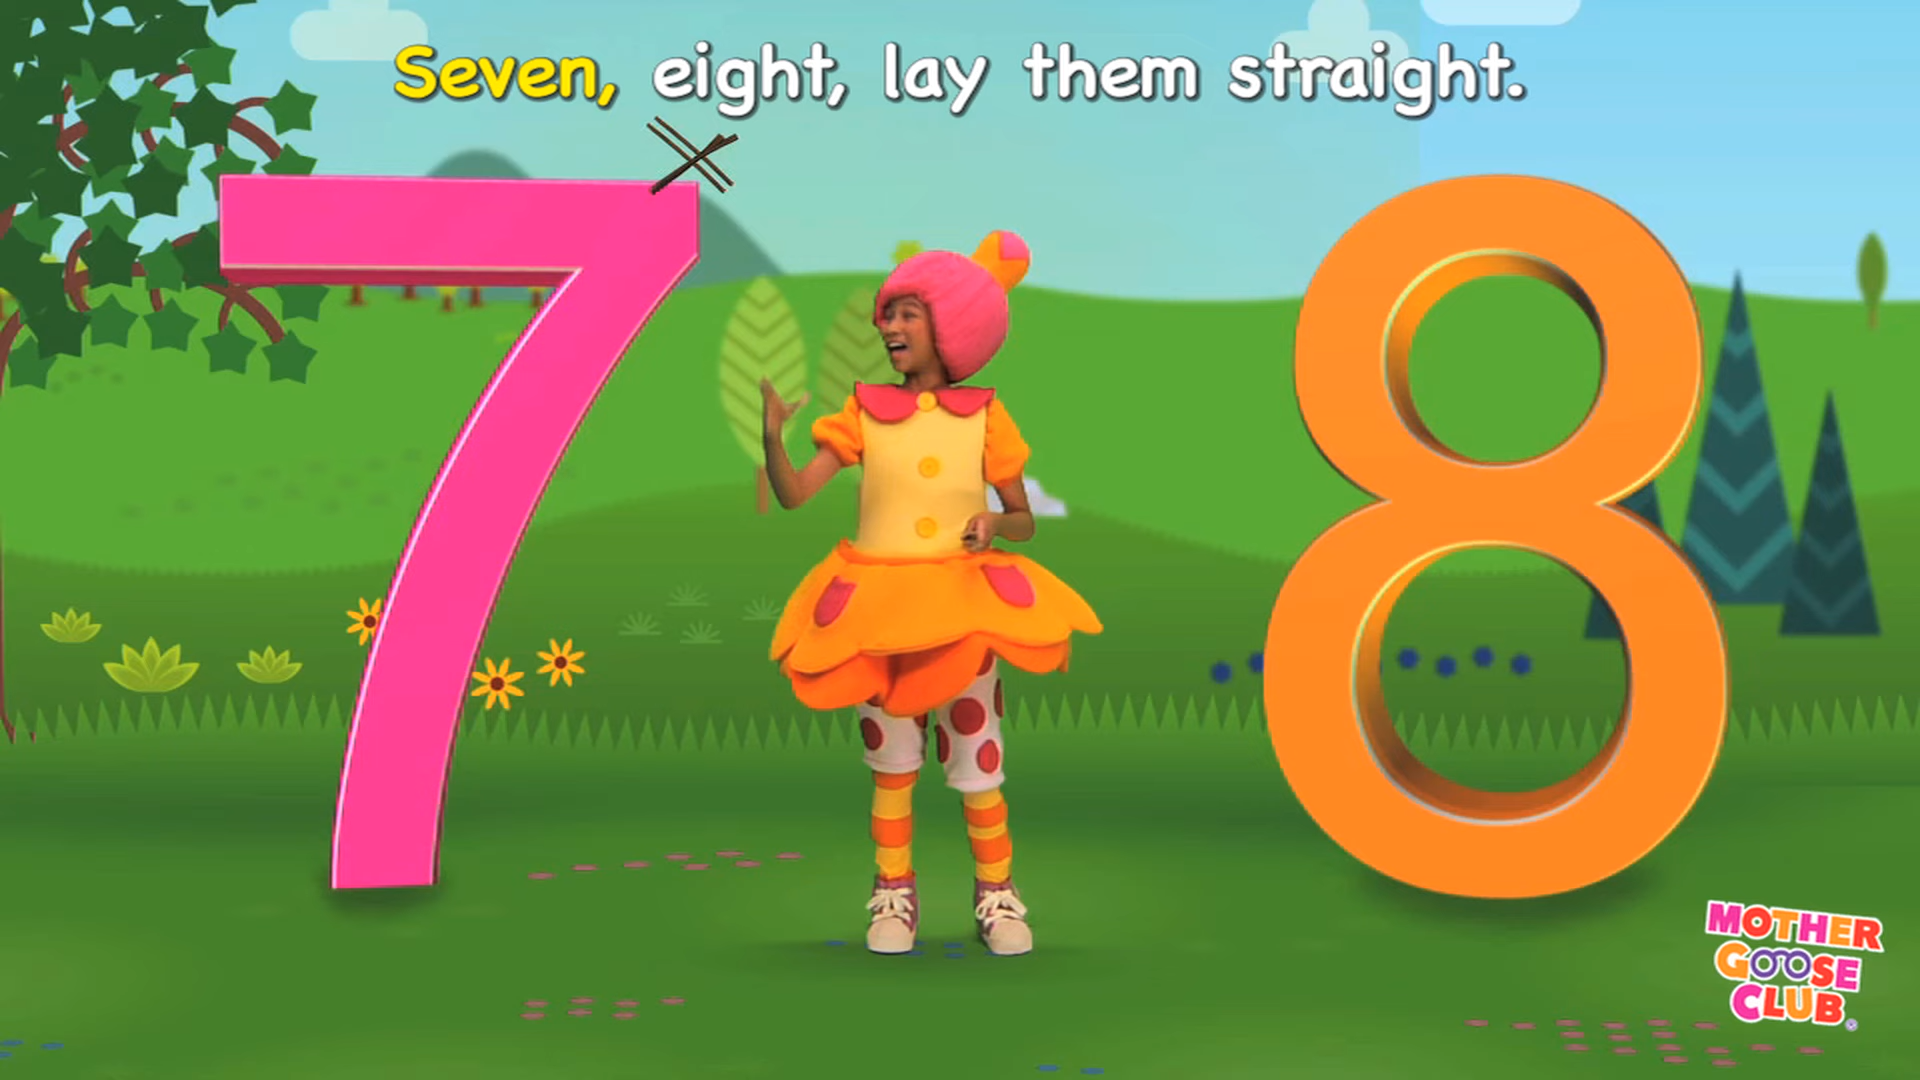 Seven, eight, lay them straight.
7
8
MOTHER
GOOSE
CLUB